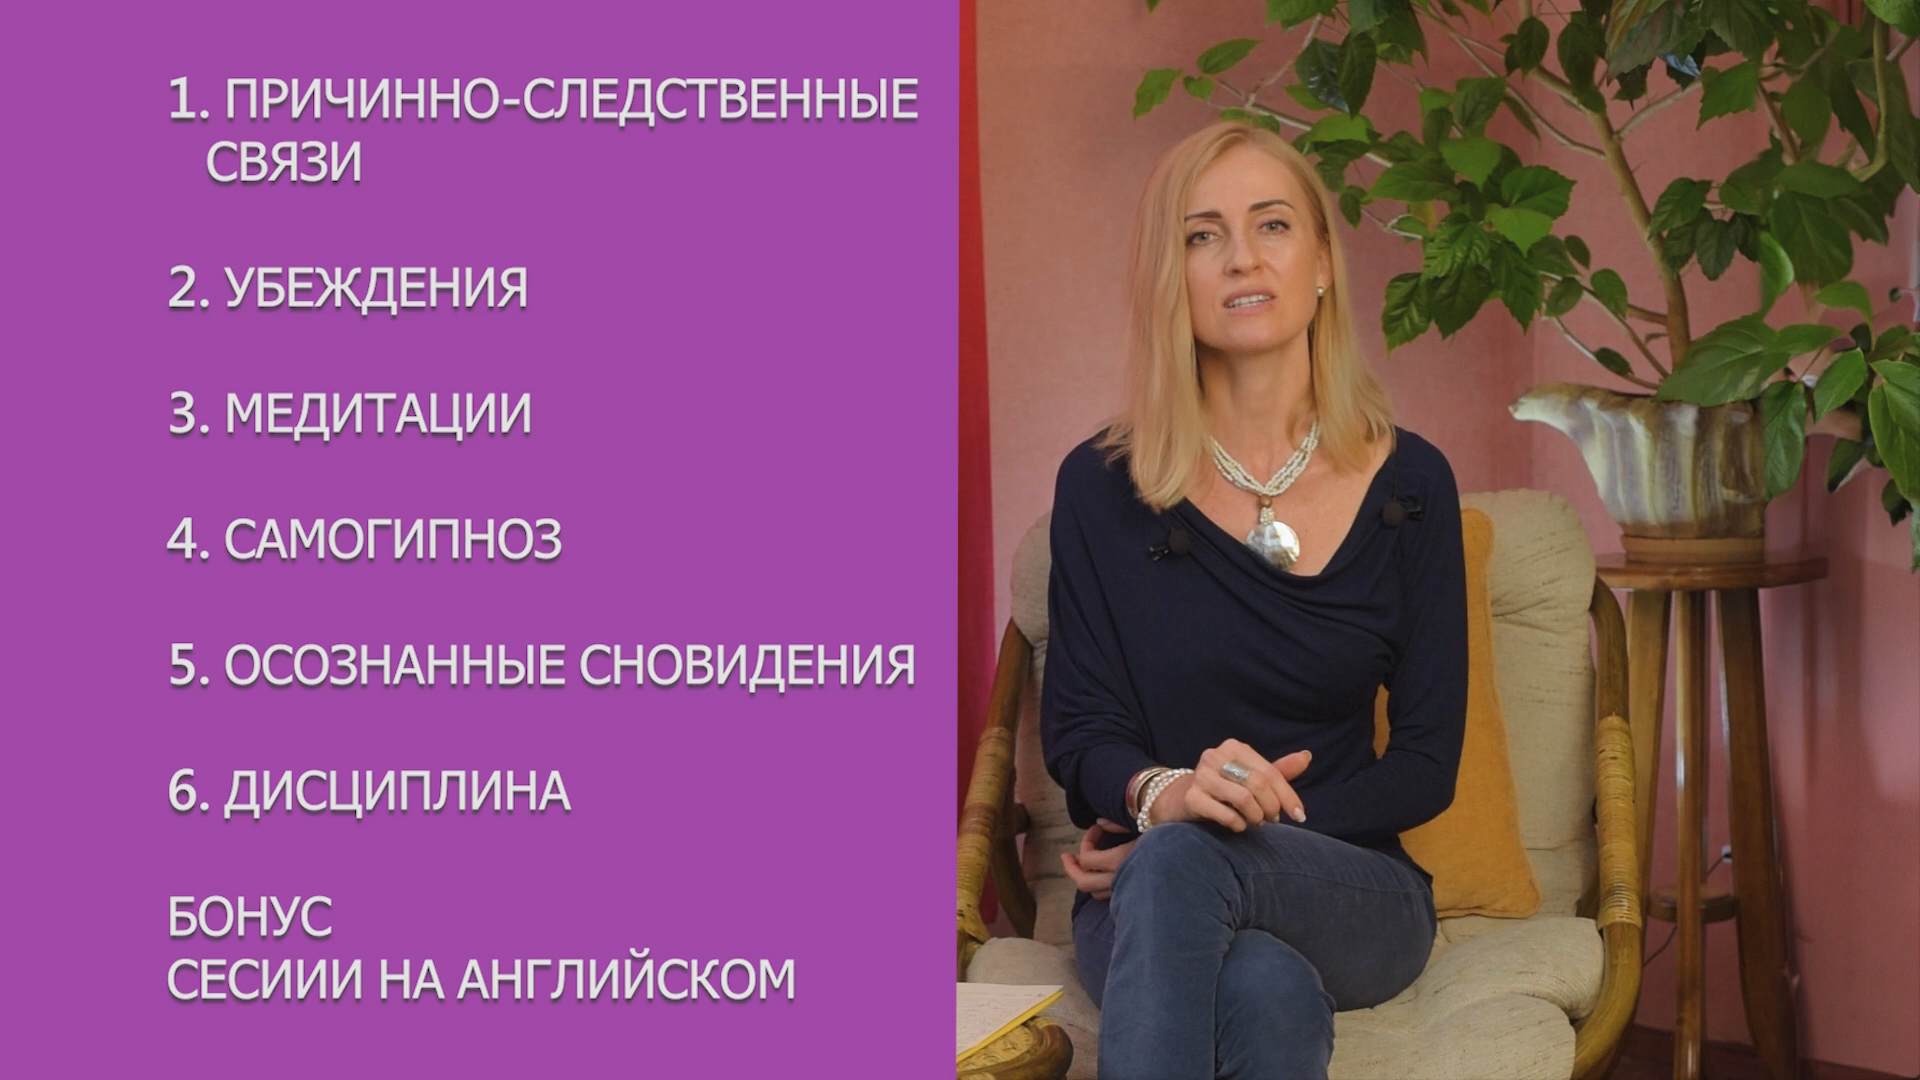 1. ПРИЧИННО-СЛЕДСТВЕННЫЕ
СВЯЗИ
2. УБЕЖДЕНИЯ
3. МЕДИТАЦИИ
4. САМОГИПНОЗ
5. ОСОЗНАННЫЕ СНОВИДЕНИЯ
6. ДИСЦИПЛИНА
БОНУС
СЕСИИИ НА АНГЛИЙСКОМ